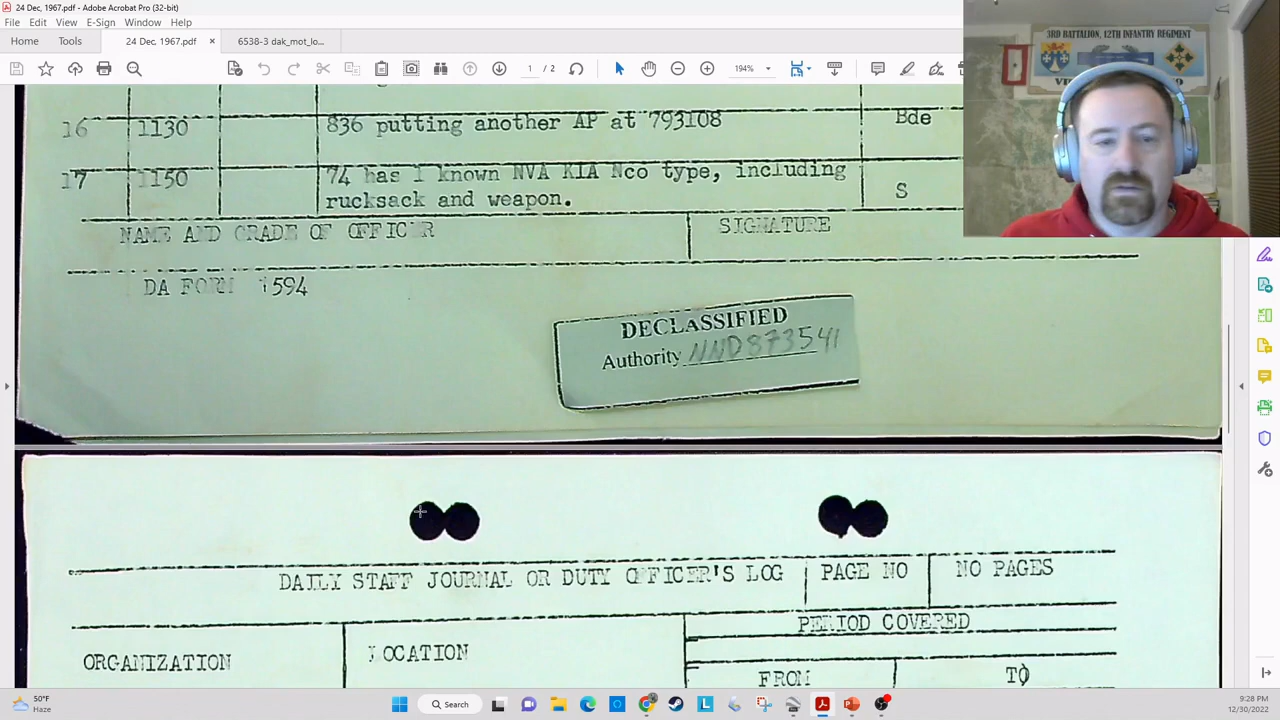 24 Dec, 1967.pdf - Adobe Acrobat Pro (32-bit)
File Edit View E-Sign Window Help
Home Tools 24 Dec, 1967.pdf × 6538-3 dak_mot_lo...
1 / 2 194%
3RD BATTALION, 12TH INFANTRY REGIMENT
16 1130 836 putting another AP at 793108 Bde
17 1150 74 has 1 known NVA KIA Nco type, including
rucksack and weapon. S
NAME AND GRADE OF OFFICER SIGNATURE
DA FORM 1594
DECLASSIFIED
Authority NND873541
DAILY STAFF JOURNAL OR DUTY OFFICER'S LOG PAGE NO NO PAGES
PERIOD COVERED
ORGANIZATION LOCATION
FROM TO
50°F
Haze
Search
9:28 PM
12/30/2022